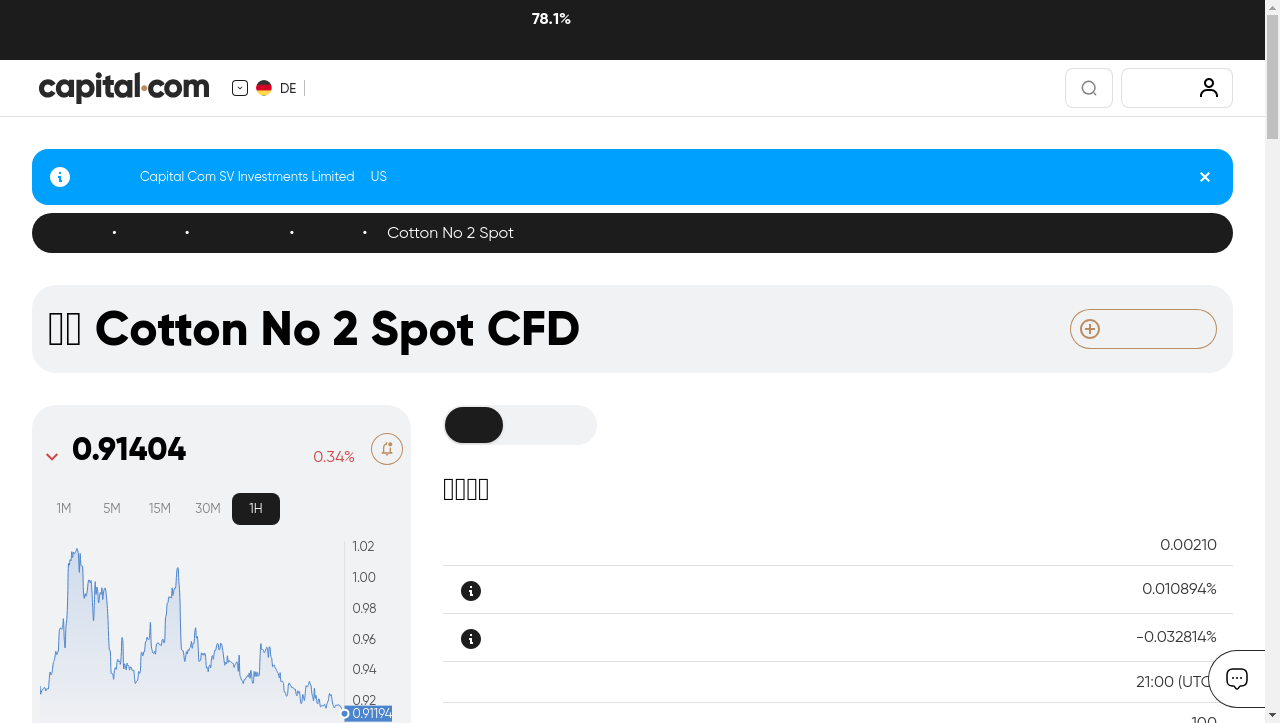 78.1%
capital.com
DE
Capital Com SV Investments Limited US
Cotton No 2 Spot
Cotton No 2 Spot CFD
0.91404
0.34%
1M 5M 15M 30M 1H
1.02
1.00
0.98
0.96
0.94
0.92
0.91194
0.00210
0.010894%
-0.032814%
21:00 (UTC
100